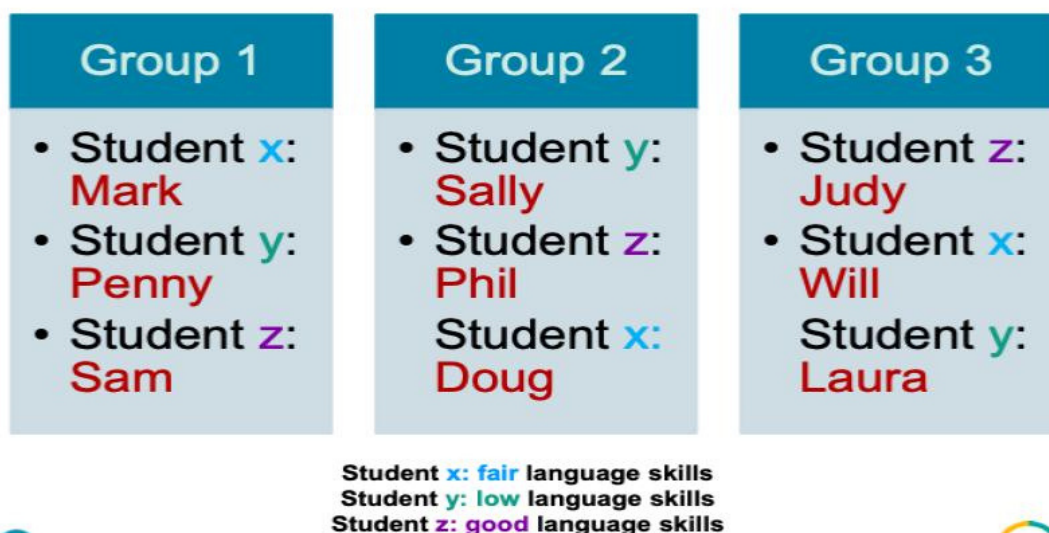 Group 1
• Student x:
Mark
• Student y:
Penny
• Student z:
Sam
Group 2
• Student y:
Sally
• Student z:
Phil
Student x:
Doug
Group 3
• Student z:
Judy
• Student x:
Will
Student y:
Laura
Student x: fair language skills
Student y: low language skills
Student z: good language skills